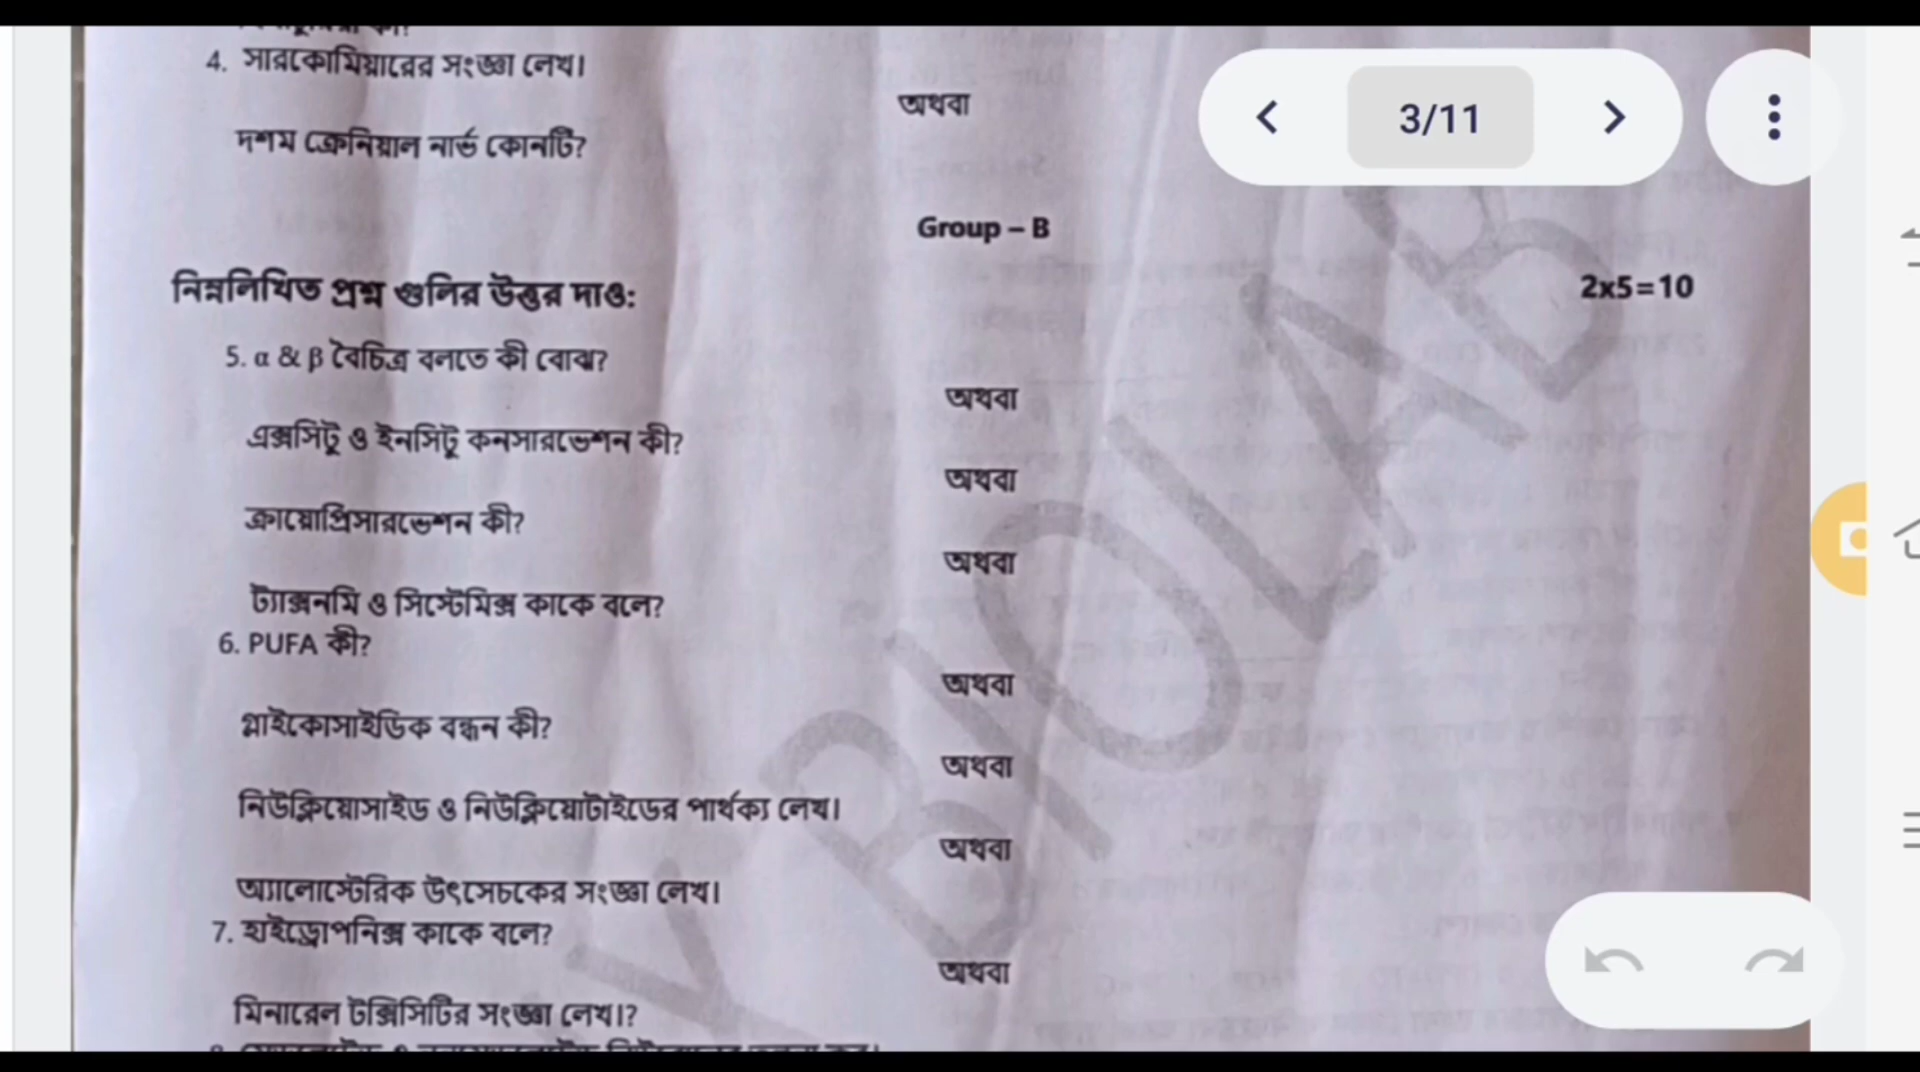 4. সারকোমিয়ারের সংজ্ঞা লেখ।
অথবা
দশম ক্রেনিয়াল নার্ভ কোনটি?
3/11
Group – B
নিম্নলিখিত প্রশ্ন গুলির উত্তর দাও:
2x5=10
5. α & β বৈচিত্র বলতে কী বোঝ?
অথবা
এক্সসিটু ও ইনসিটু কনসারভেশন কী?
অথবা
ক্রায়োপ্রিসারভেশন কী?
অথবা
ট্যাক্সনমি ও সিস্টেমিক্স কাকে বলে?
6. PUFA কী?
অথবা
গ্লাইকোসাইডিক বন্ধন কী?
অথবা
নিউক্লিয়োসাইড ও নিউক্লিয়োটাইডের পার্থক্য লেখ।
অথবা
অ্যালোস্টেরিক উৎসেচকের সংজ্ঞা লেখ।
7. হাইড্রোপনিক্স কাকে বলে?
অথবা
মিনারেল টক্সিসিটির সংজ্ঞা লেখ।?
BIOLAB